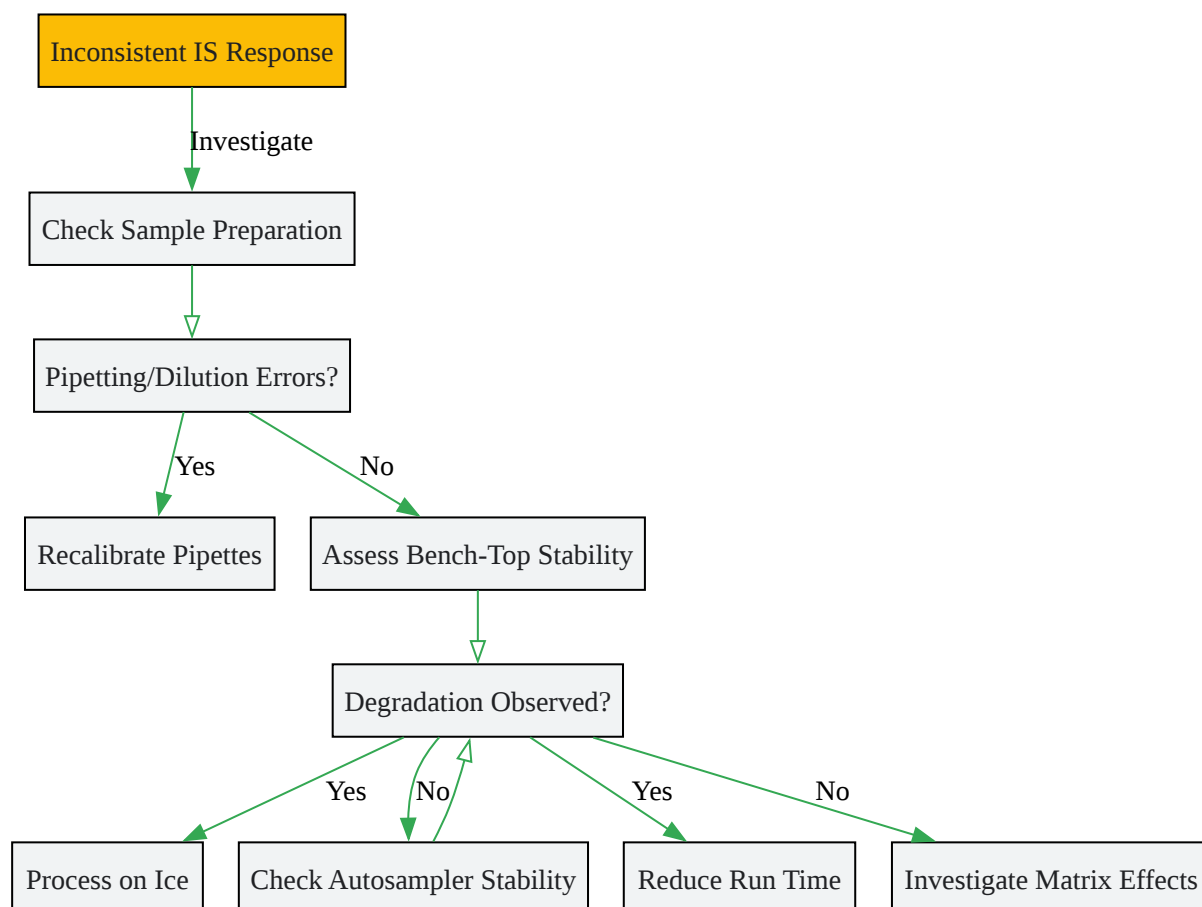 Inconsistent IS Response
Investigate
Check Sample Preparation
Pipetting/Dilution Errors?
Yes
No
Recalibrate Pipettes
Assess Bench-Top Stability
Degradation Observed?
Yes
No
Yes
No
Process on Ice
Check Autosampler Stability
Reduce Run Time
Investigate Matrix Effects